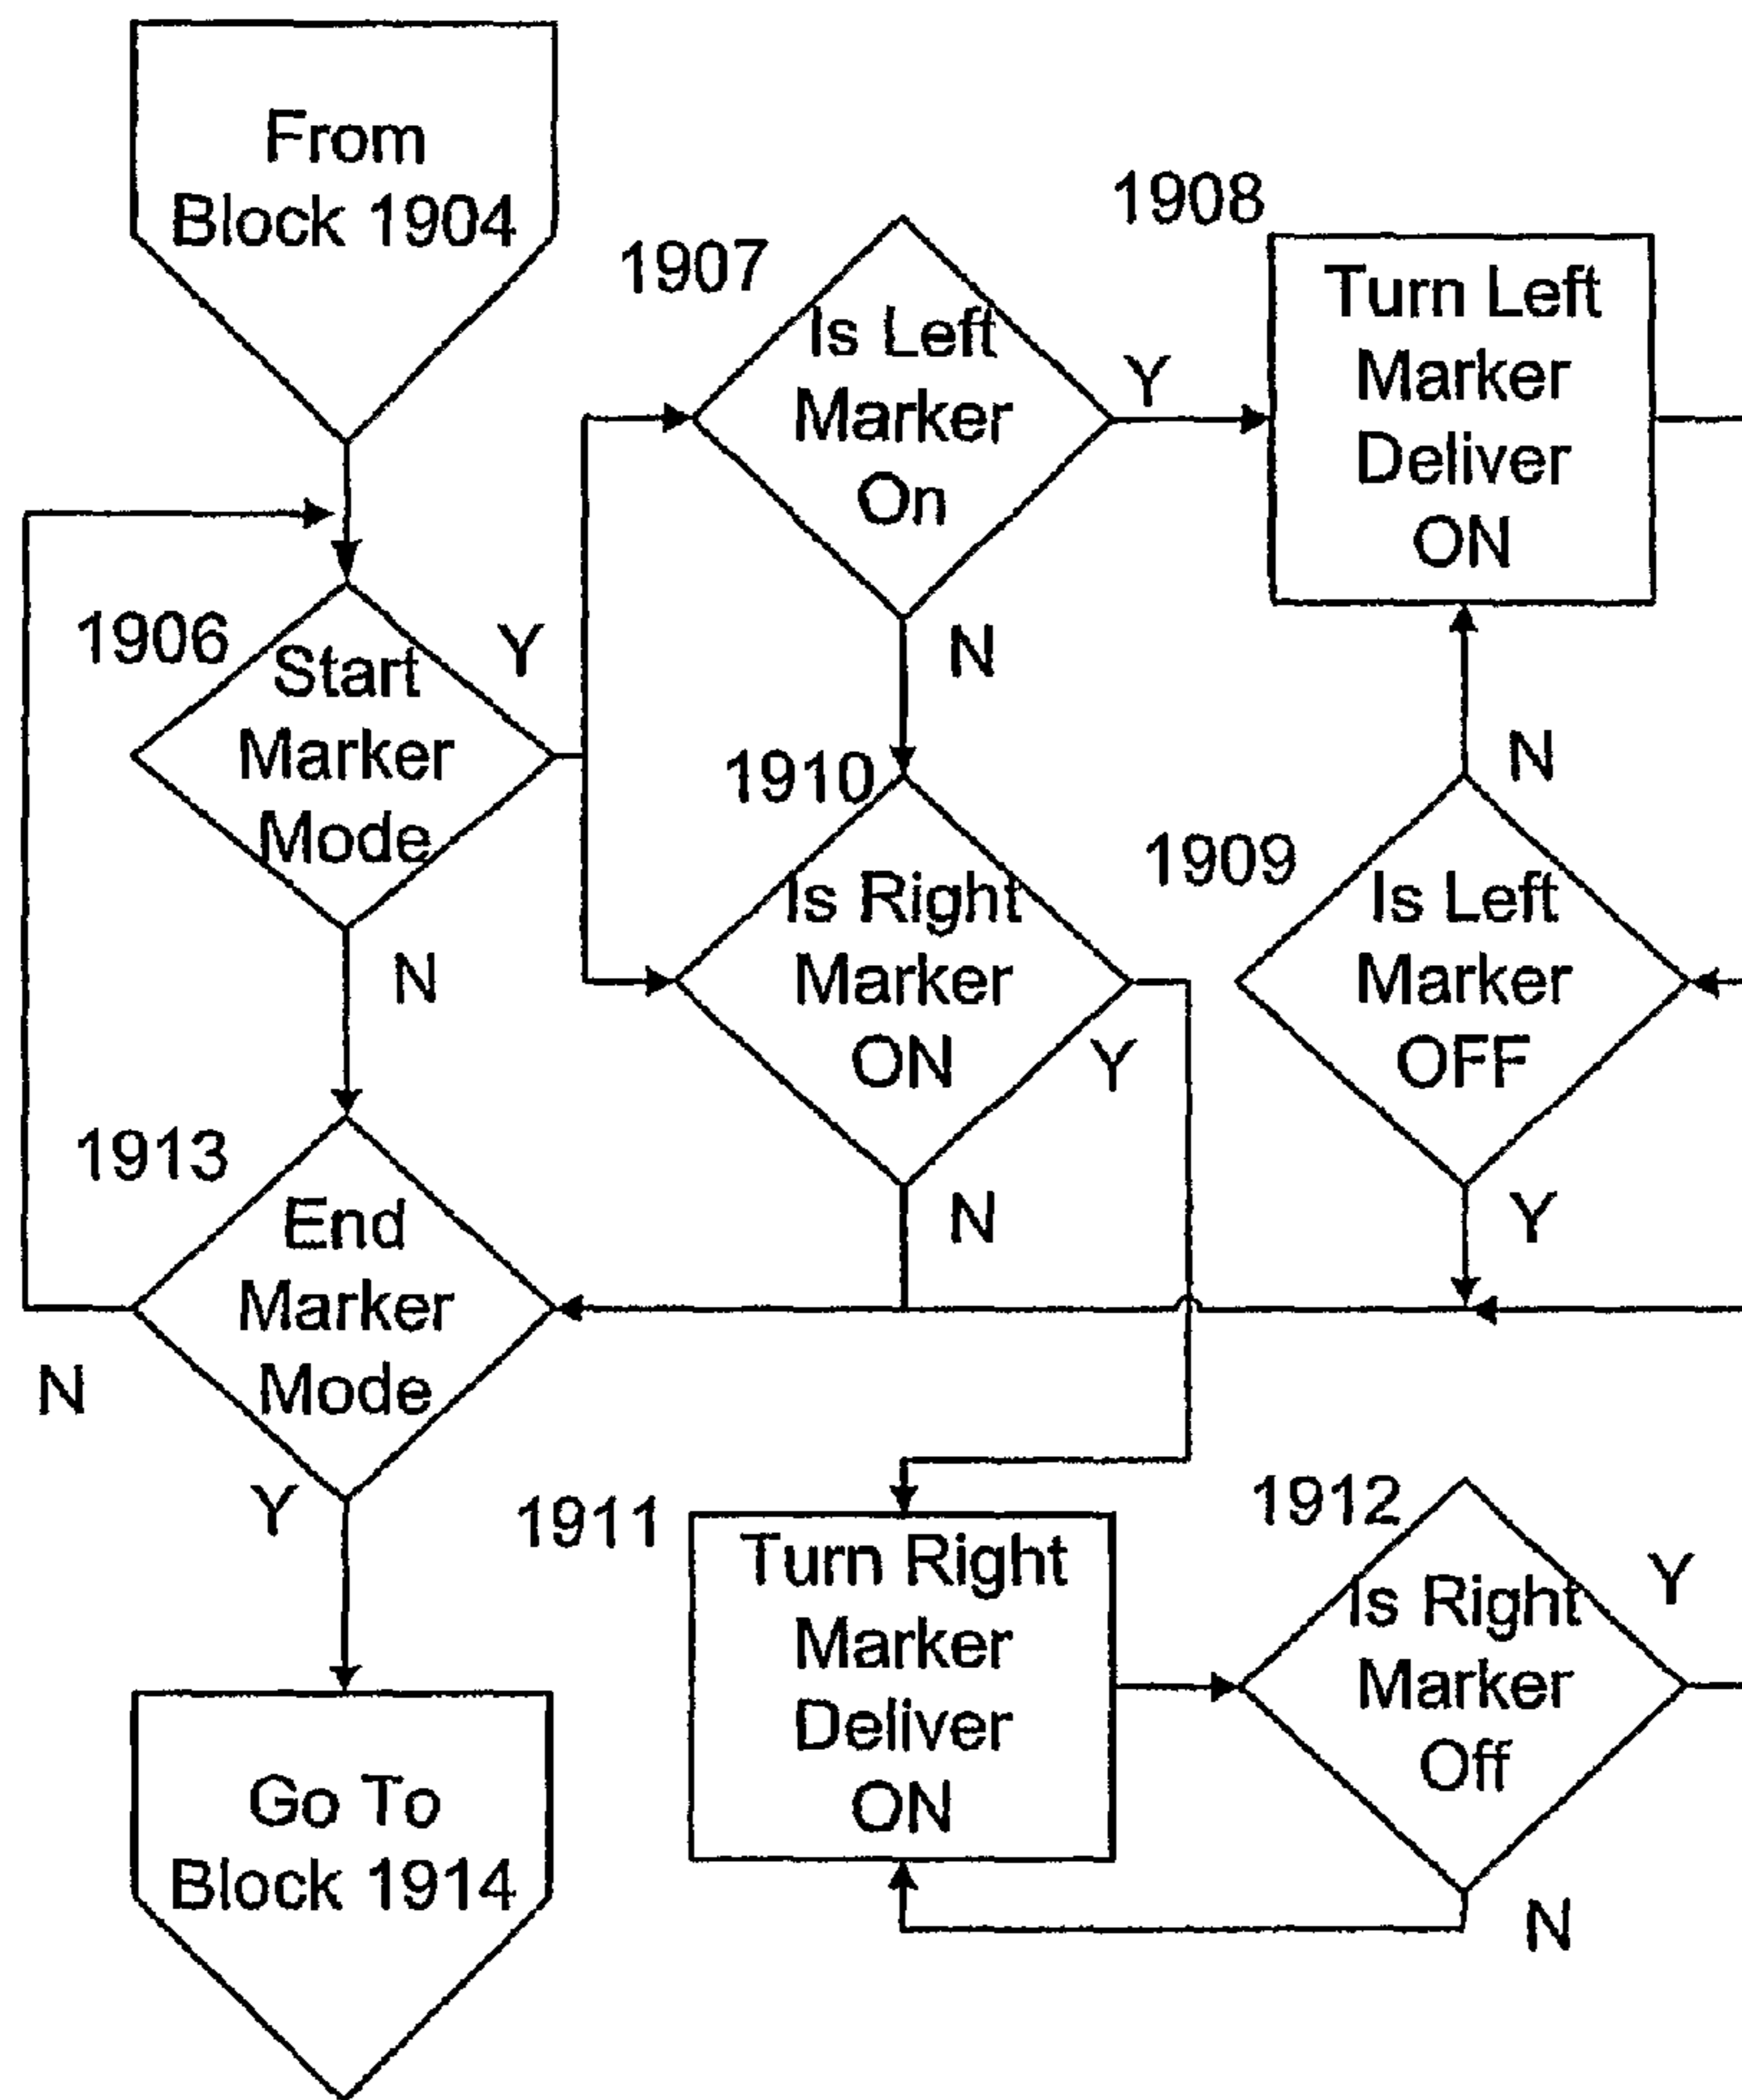 From
Block 1904
1906
Start
Marker
Mode
Y
N
1907
Is Left
Marker
On
Y
N
1908
Turn Left
Marker
Deliver
ON
1909
Is Left
Marker
OFF
N
Y
1910
Is Right
Marker
ON
Y
N
1913
End
Marker
Mode
N
Y
1911
Turn Right
Marker
Deliver
ON
1912
Is Right
Marker
Off
Y
N
Go To
Block 1914